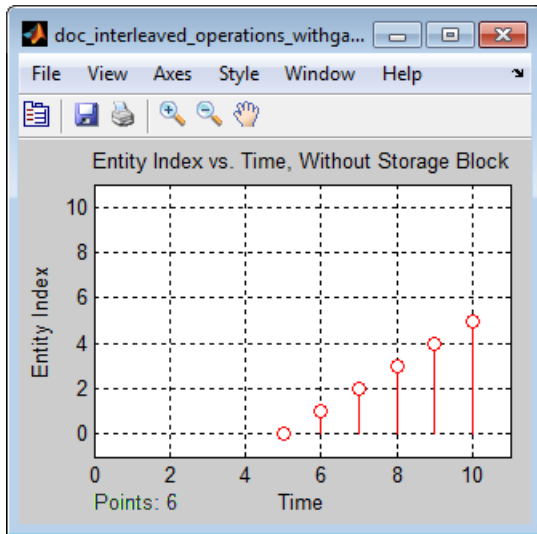 doc_interleaved_operations_withga...
File View Axes Style Window Help
Entity Index vs. Time, Without Storage Block
10
8
6
4
2
0
Entity Index
0 2 4 6 8 10
Points: 6 Time